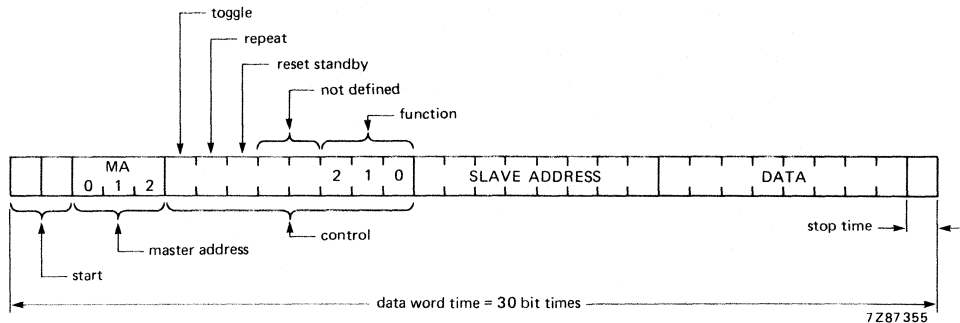 toggle
repeat
reset standby
not defined
function
MA
0 1 2
2 1 0
SLAVE ADDRESS
DATA
control
stop time
master address
start
data word time = 30 bit times
7Z87355